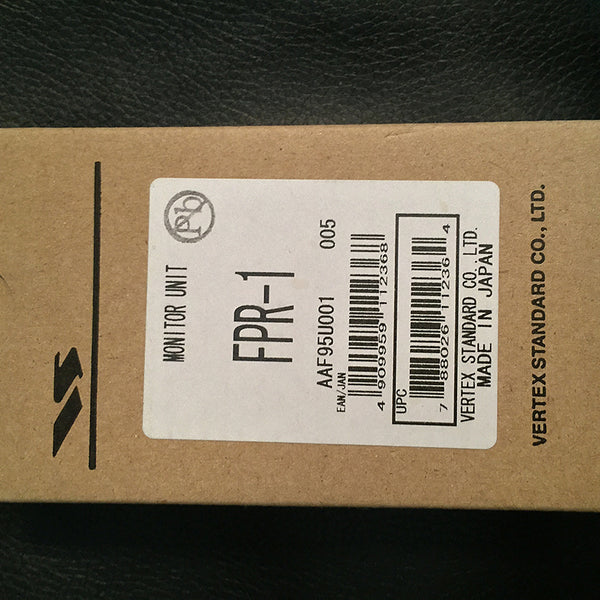 Pb
MONITOR UNIT
FPR-1
AAF95U001 005
EAN/JAN
4 909959 112368
UPC
7 88026 11236 4
VERTEX STANDARD CO. LTD.
MADE IN JAPAN
VERTEX STANDARD CO., LTD.